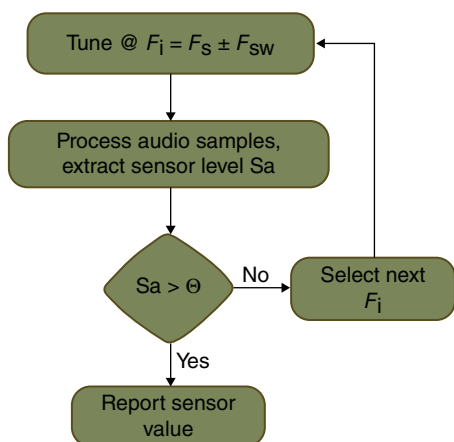 Tune @ Fi = Fs ± Fsw
Process audio samples,
extract sensor level Sa
Sa > Θ
No
Select next
Fi
Yes
Report sensor
value